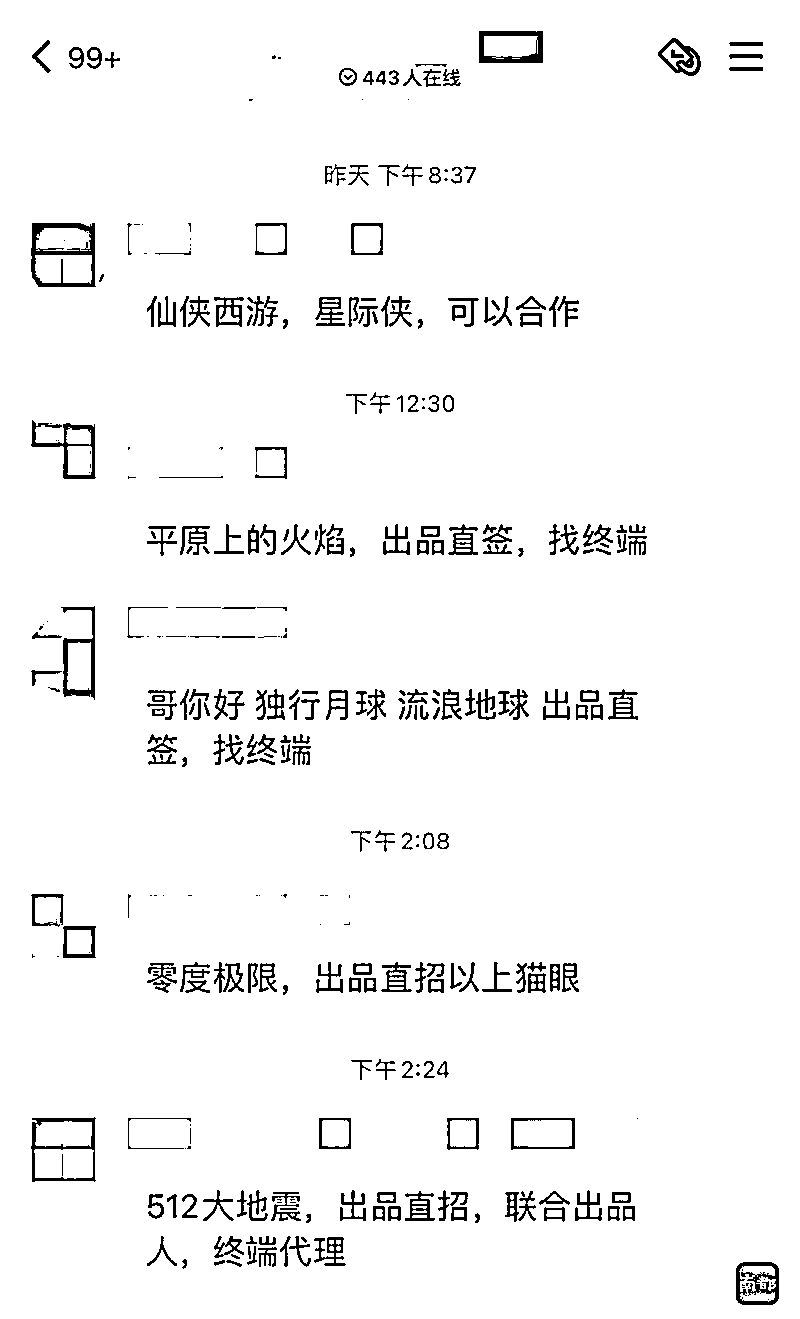 99+
443人在线
昨天 下午8:37
仙侠西游，星际侠，可以合作
下午12:30
平原上的火焰，出品直签，找终端
哥你好 独行月球 流浪地球 出品直
签，找终端
下午2:08
零度极限，出品直招以上猫眼
下午2:24
512大地震，出品直招，联合出品
人，终端代理
南都